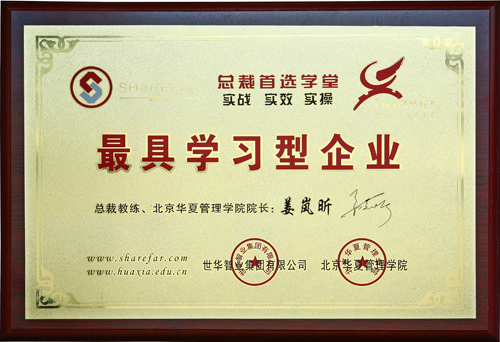 SHAREFAR
总裁首选学堂
实战 实效 实操
HUAXIA
最具学习型企业
总裁教练、北京华夏管理学院院长：姜岚昕
www.sharefar.com
www.huaxia.edu.cn
世华智业集团有限公司 北京华夏管理学院